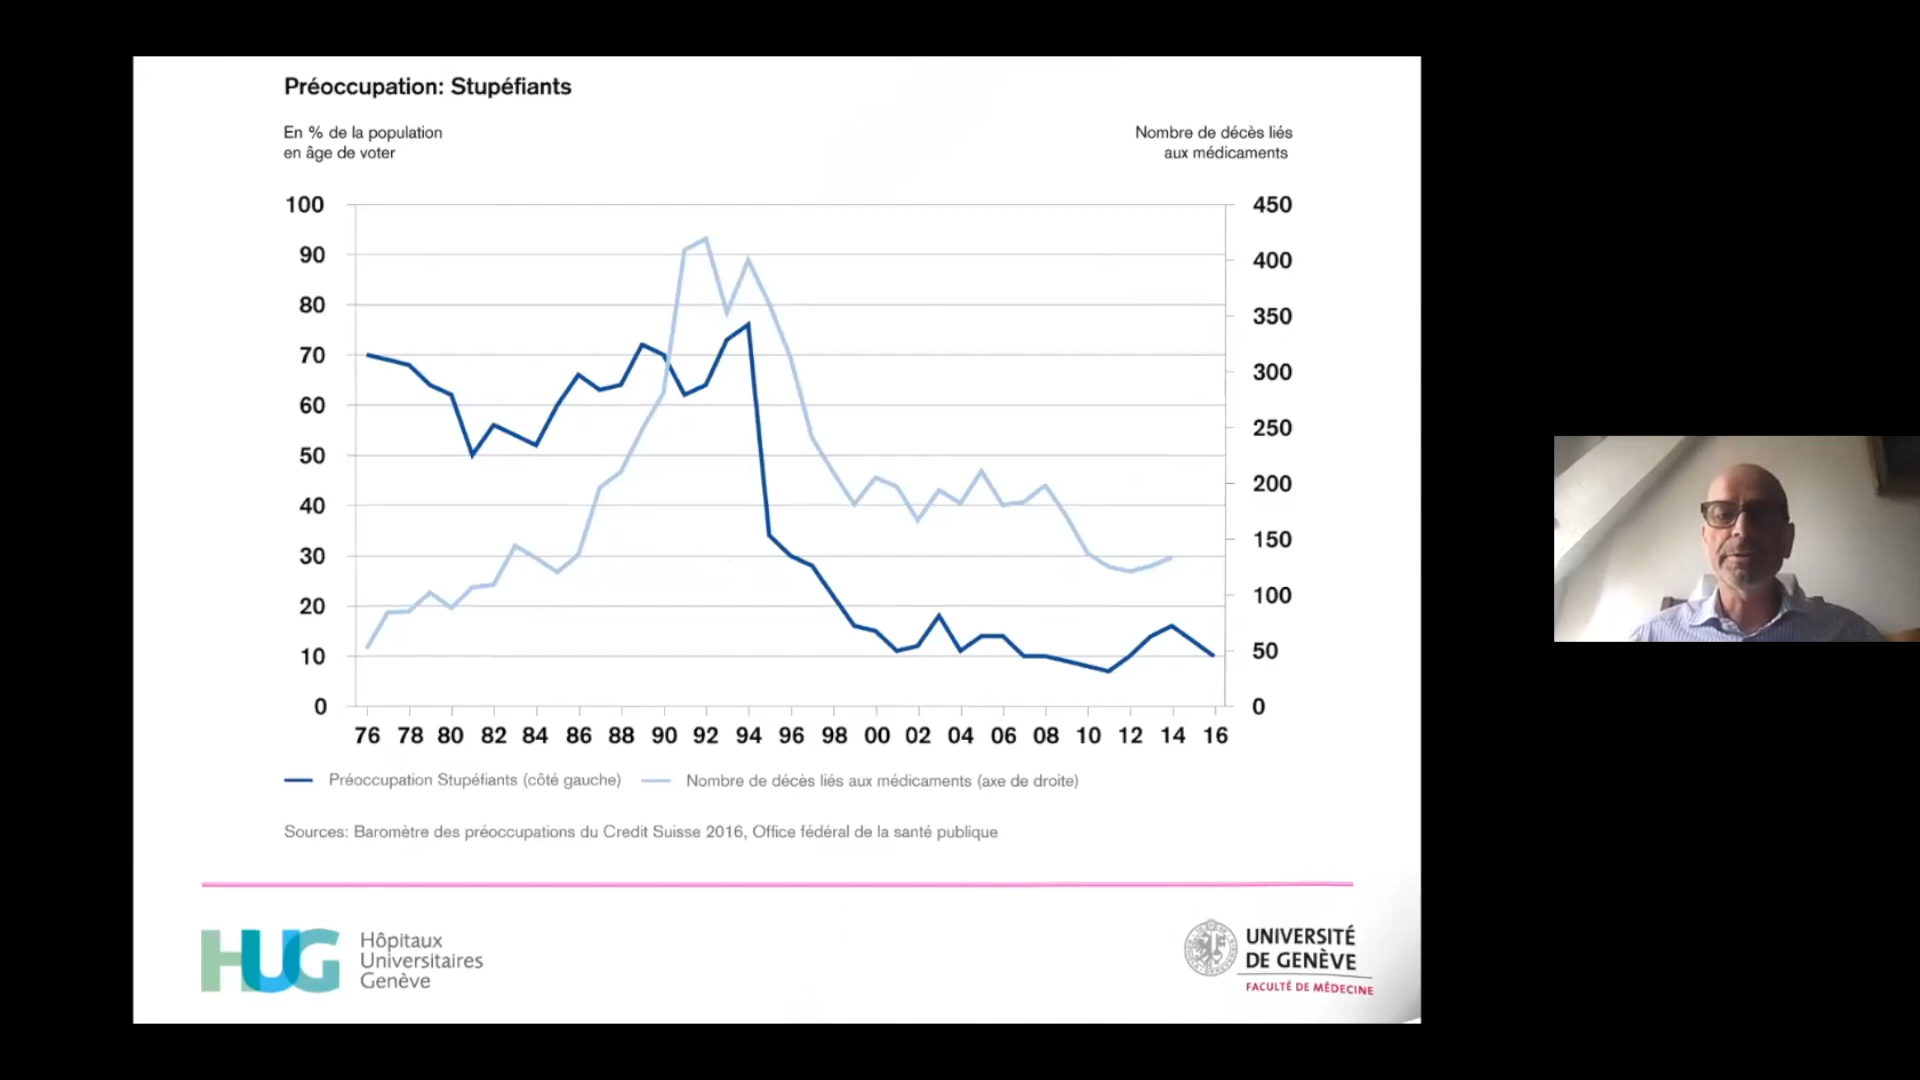 Préoccupation: Stupéfiants
En % de la population
en âge de voter
Nombre de décès liés
aux médicaments
100
90
80
70
60
50
40
30
20
10
0
450
400
350
300
250
200
150
100
50
0
76 78 80 82 84 86 88 90 92 94 96 98 00 02 04 06 08 10 12 14 16
Préoccupation Stupéfiants (côté gauche) Nombre de décès liés aux médicaments (axe de droite)
Sources: Baromètre des préoccupations du Credit Suisse 2016, Office fédéral de la santé publique
HUG
Hôpitaux
Universitaires
Genève
UNIVERSITÉ
DE GENÈVE
FACULTÉ DE MÉDECINE